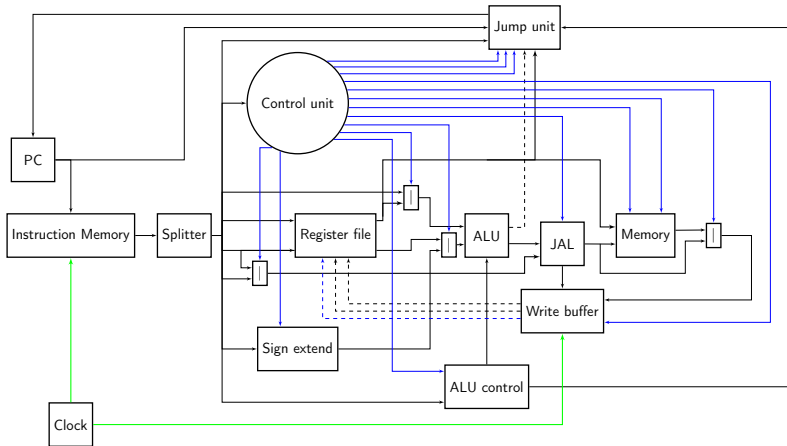 Jump unit
Control unit
PC
Instruction Memory
Splitter
Register file
ALU
JAL
Memory
Write buffer
Sign extend
ALU control
Clock